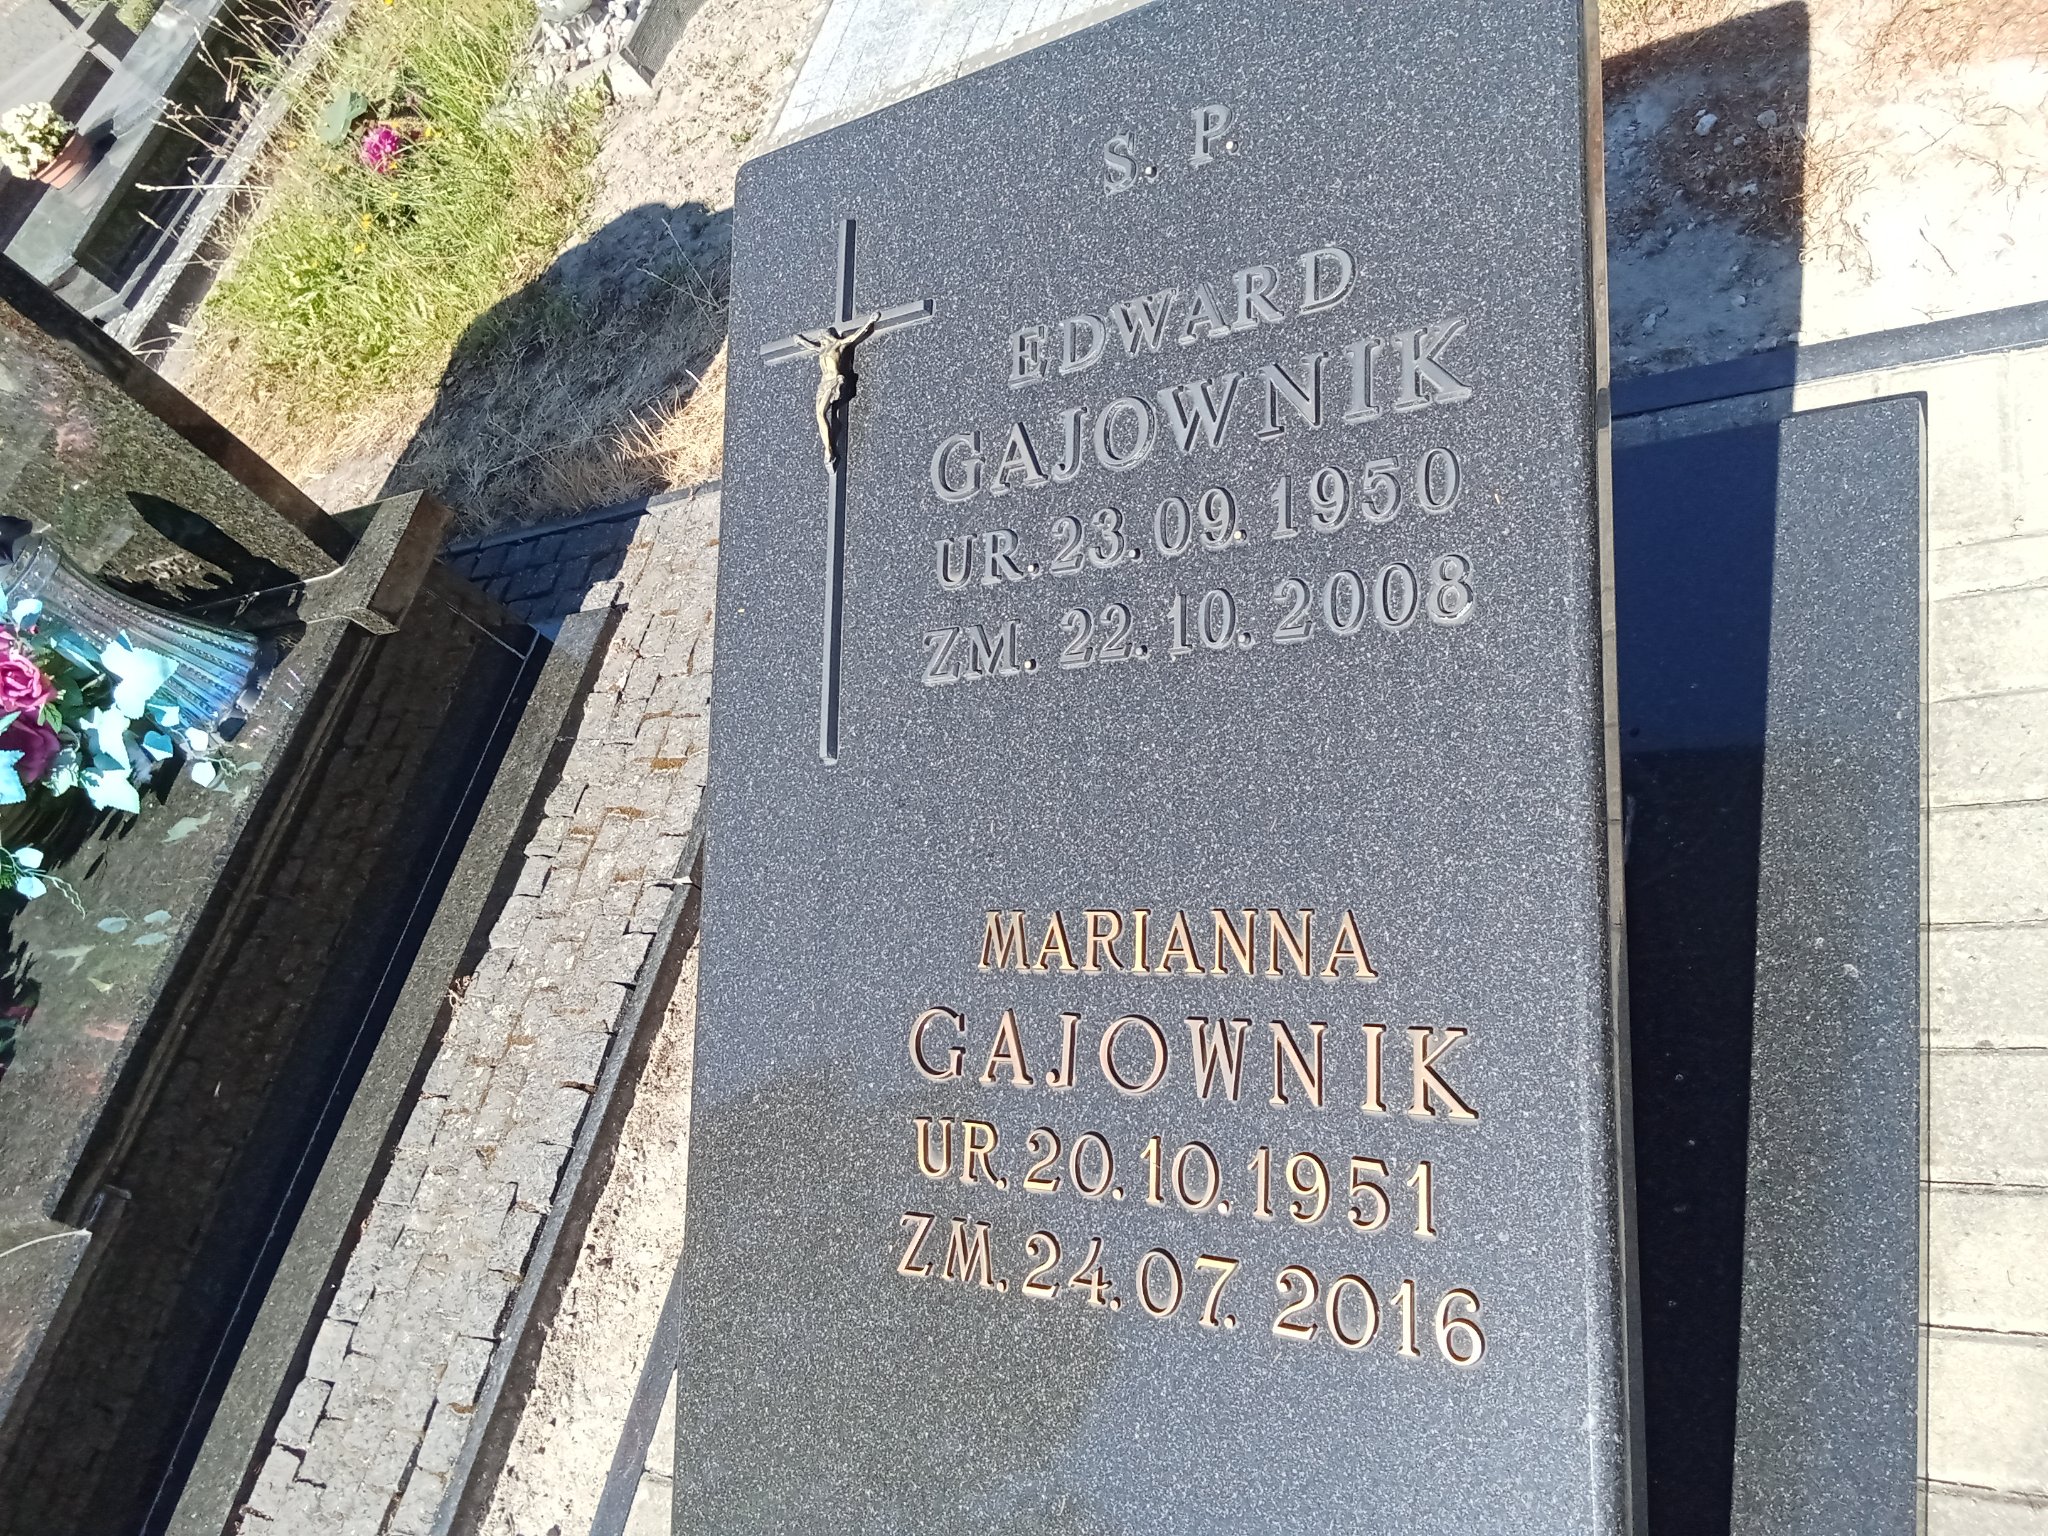 S. P.
EDWARD
GAJOWNIK
UR. 23. 09. 1950
ZM. 22. 10. 2008
MARIANNA
GAJOWNIK
UR. 20. 10. 1951
ZM. 24. 07. 2016